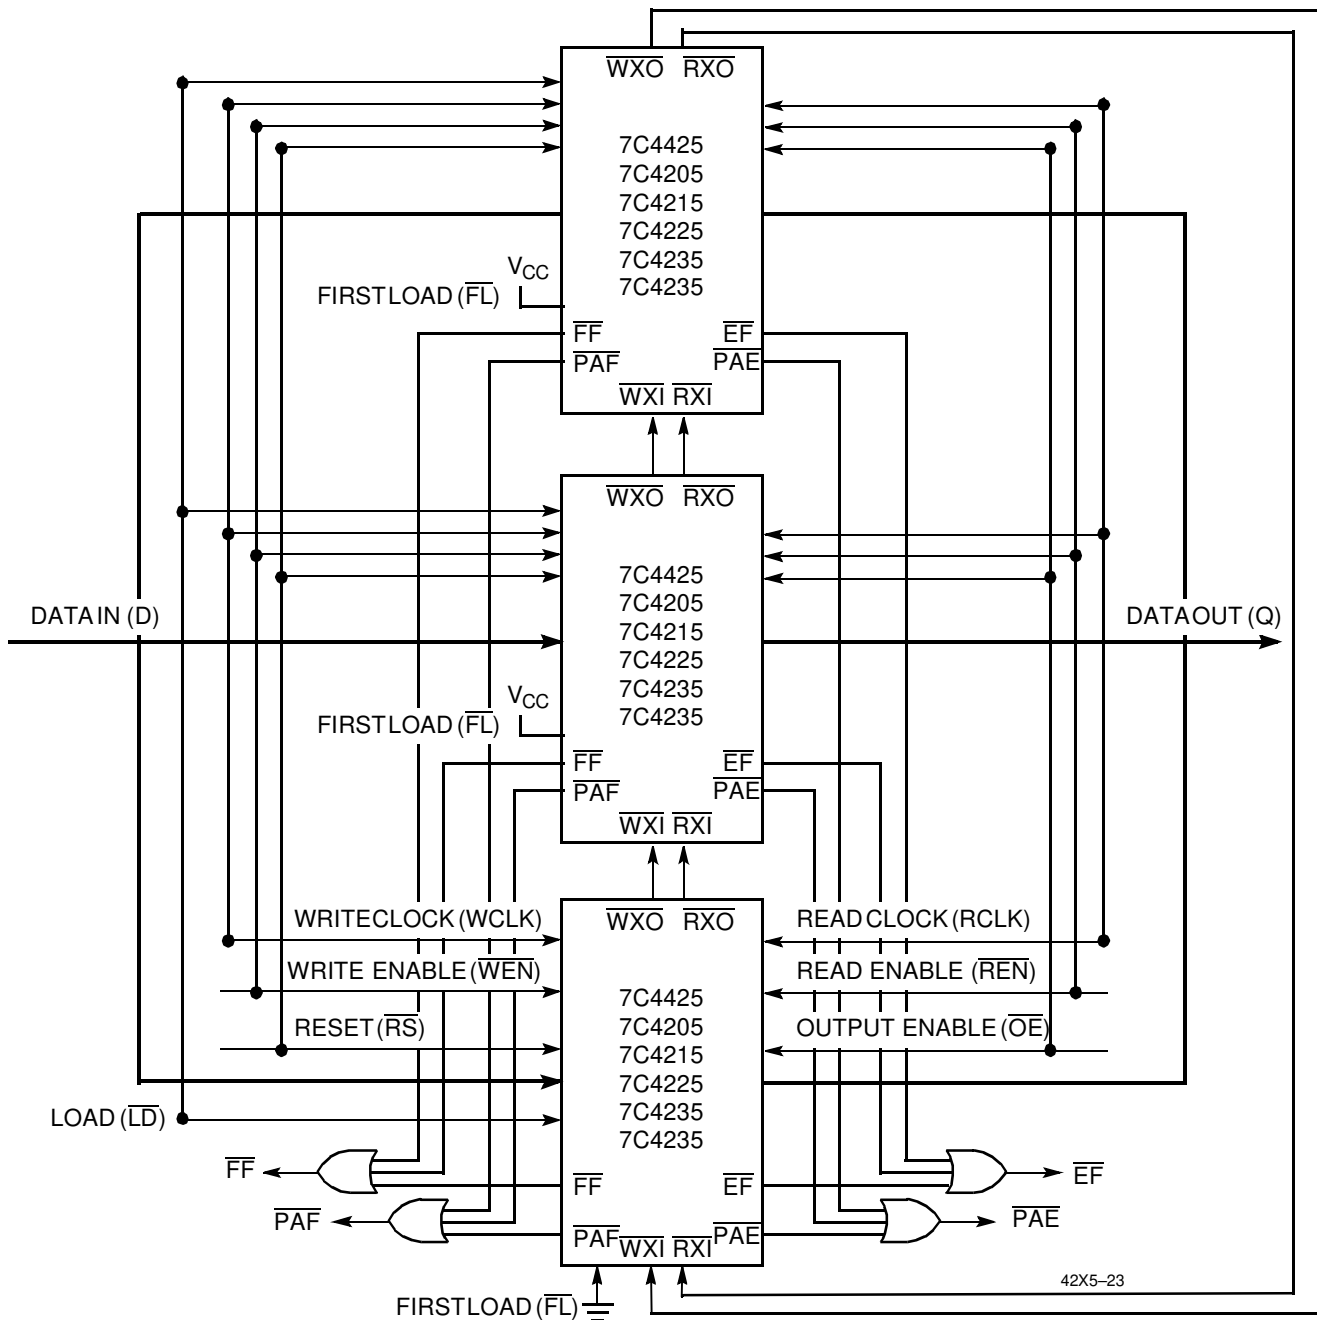 WXO RXO
7C4425
7C4205
7C4215
7C4225
7C4235
7C4235
VCC
FIRST LOAD (FL)
FF EF
PAF PAE
WXI RXI
WXO RXO
7C4425
7C4205
7C4215
7C4225
7C4235
7C4235
DATA IN (D)
DATA OUT (Q)
VCC
FIRST LOAD (FL)
FF EF
PAF PAE
WXI RXI
WRITE CLOCK (WCLK)
WXO RXO
READ CLOCK (RCLK)
WRITE ENABLE (WEN)
READ ENABLE (REN)
RESET (RS)
OUTPUT ENABLE (OE)
7C4425
7C4205
7C4215
7C4225
7C4235
7C4235
LOAD (LD)
FF FF EF EF
PAF PAF WXI RXI PAE PAE
FIRST LOAD (FL)
42X5–23